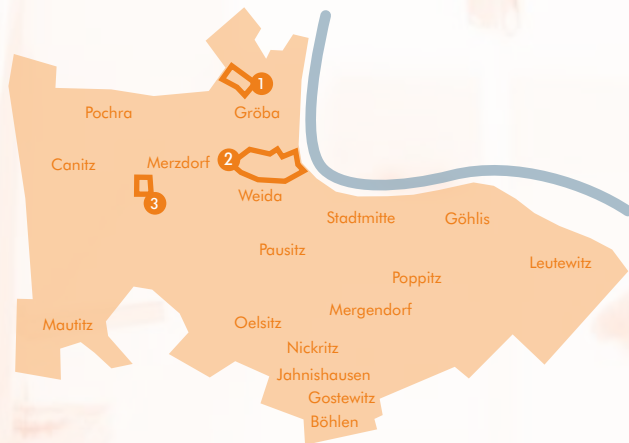 1
Pochra
Gröba
Canitz
Merzdorf
2
Weida
3
Stadtmitte
Göhlis
Pausitz
Leutewitz
Poppitz
Mergendorf
Mautitz
Oelsitz
Nickritz
Jahnishausen
Gostewitz
Böhlen